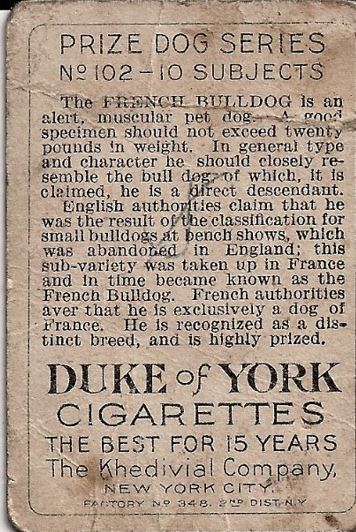 PRIZE DOG SERIES
Nº 102-10 SUBJECTS
The FRENCH BULLDOG is an
alert, muscular pet dog. A good
specimen should not exceed twenty
pounds in weight. In general type
and character he should closely re-
semble the bull dog, of which, it is
claimed, he is a direct descendant.
English authorities claim that he
was the result of the classification for
small bulldogs at bench shows, which
was abandoned in England; this
sub-variety was taken up in France
and in time became known as the
French Bulldog. French authorities
aver that he is exclusively a dog of
France. He is recognized as a dis-
tinct breed, and is highly prized.
DUKE of YORK
CIGARETTES
THE BEST FOR 15 YEARS
The Khedivial Company,
NEW YORK CITY.
FACTORY Nº 348, 2ND DIST. N.Y